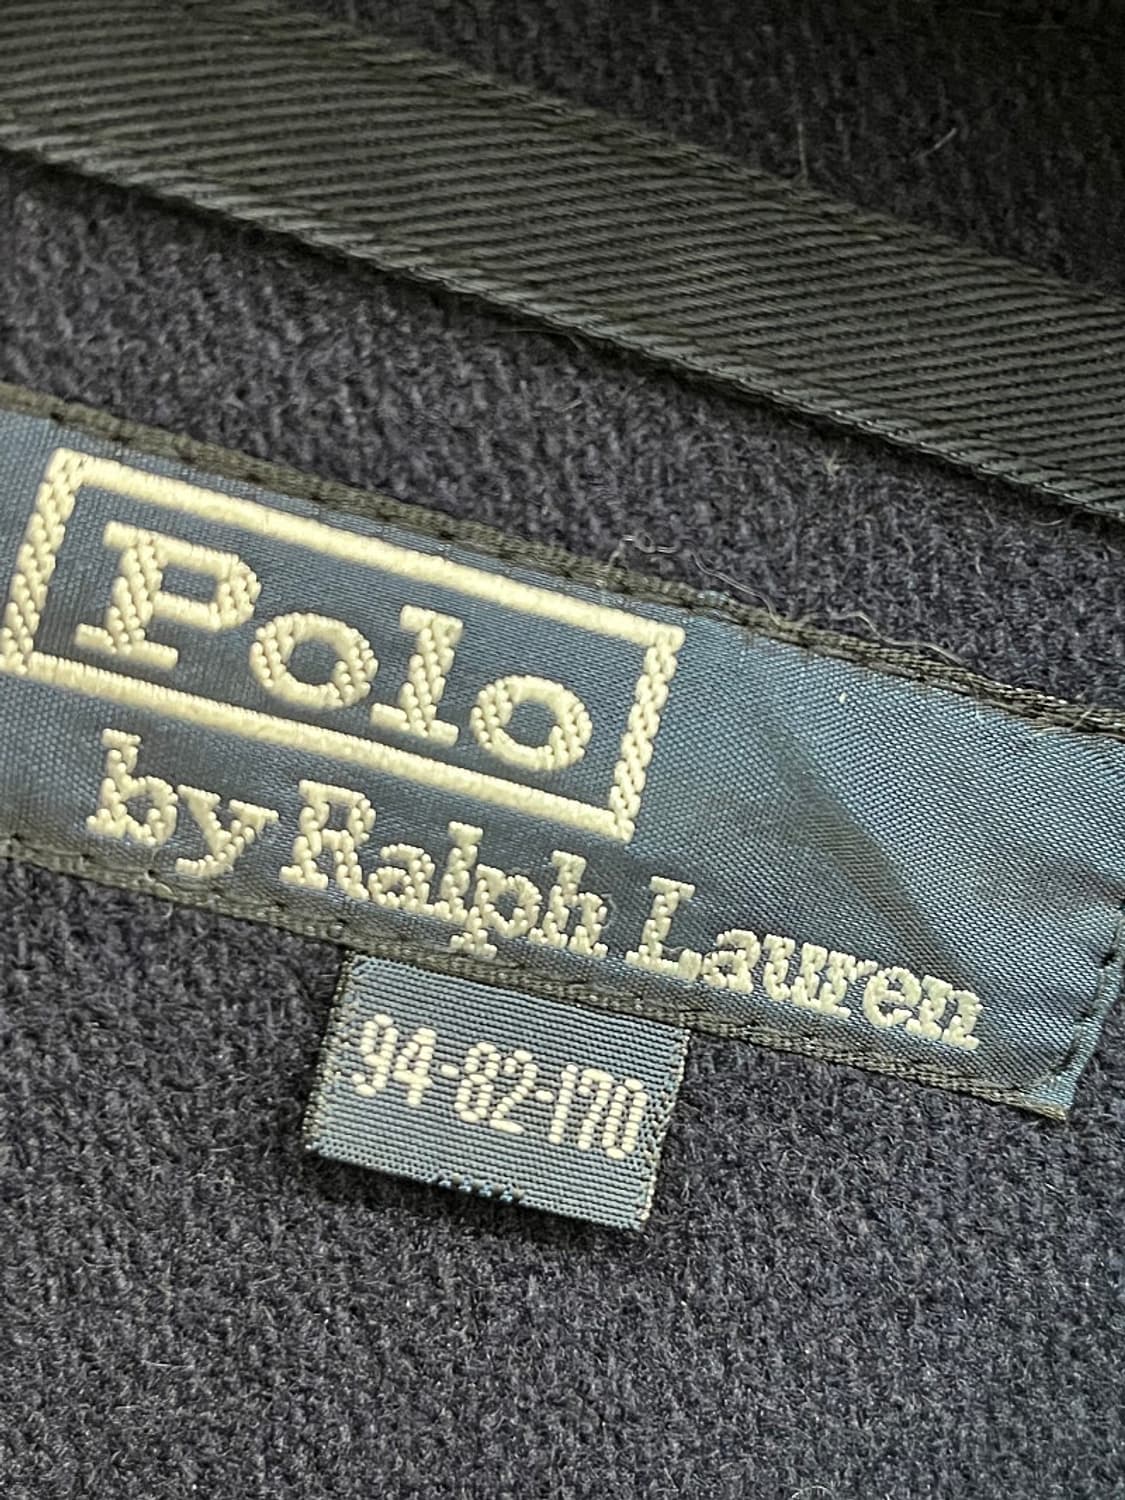 Polo
by Ralph Lauren
94-82-170